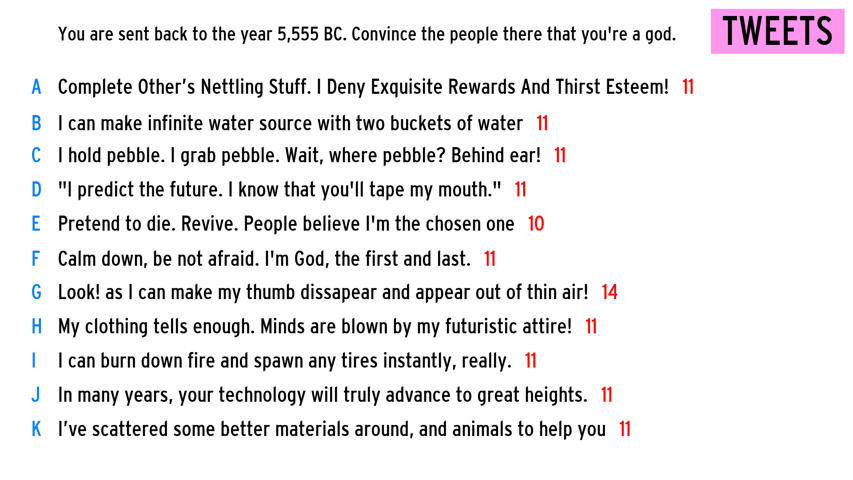 You are sent back to the year 5,555 BC. Convince the people there that you're a god.
TWEETS
A Complete Other's Nettling Stuff. I Deny Exquisite Rewards And Thirst Esteem! 11
B I can make infinite water source with two buckets of water 11
C I hold pebble. I grab pebble. Wait, where pebble? Behind ear! 11
D "I predict the future. I know that you'll tape my mouth." 11
E Pretend to die. Revive. People believe I'm the chosen one 10
F Calm down, be not afraid. I'm God, the first and last. 11
G Look! as I can make my thumb dissapear and appear out of thin air! 14
H My clothing tells enough. Minds are blown by my futuristic attire! 11
I I can burn down fire and spawn any tires instantly, really. 11
J In many years, your technology will truly advance to great heights. 11
K I've scattered some better materials around, and animals to help you 11